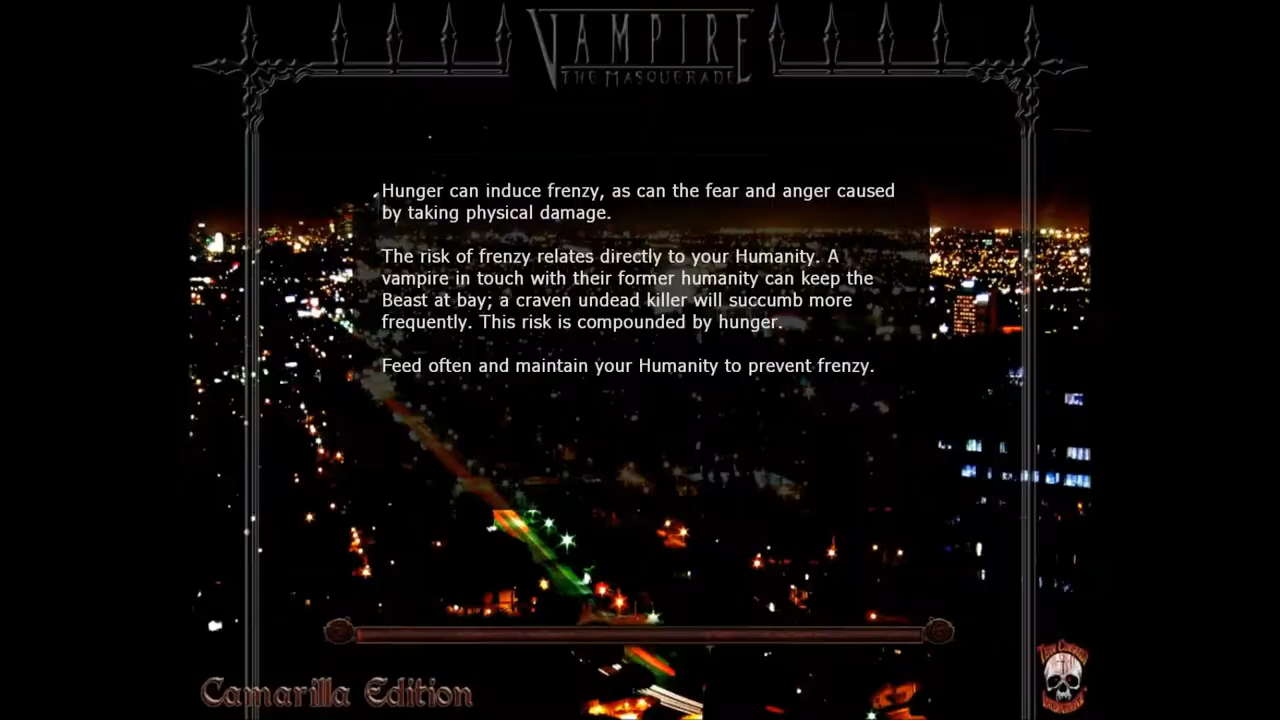 VAMPIRE
THE MASQUERADE
Hunger can induce frenzy, as can the fear and anger caused
by taking physical damage.
The risk of frenzy relates directly to your Humanity. A
vampire in touch with their former humanity can keep the
Beast at bay; a craven undead killer will succumb more
frequently. This risk is compounded by hunger.
Feed often and maintain your Humanity to prevent frenzy.
Camarilla Edition